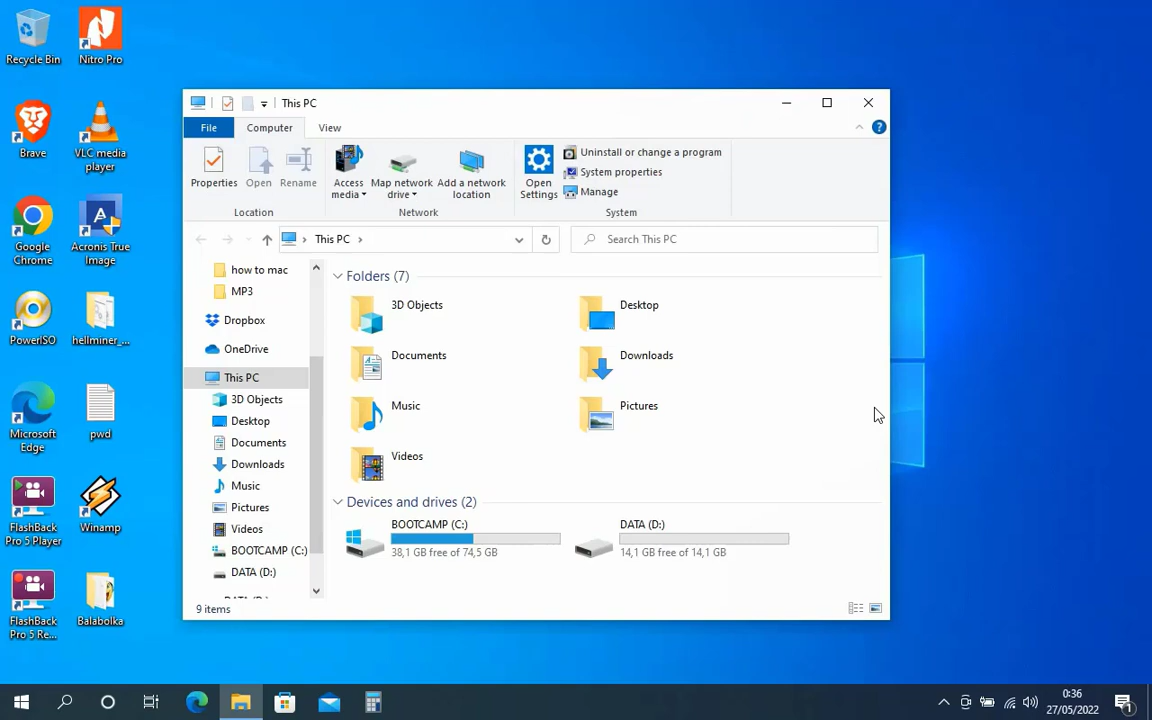 Recycle Bin
Nitro Pro
Brave
VLC media
player
Google
Chrome
Acronis True
Image
PowerISO
hellminer_...
Microsoft
Edge
pwd
FlashBack
Pro 5 Player
Winamp
FlashBack
Pro 5 Re...
Balabolka
This PC
File
Computer
View
Properties
Open
Rename
Location
Access
media
Map network
drive
Add a network
location
Network
Open
Settings
Uninstall or change a program
System properties
Manage
System
This PC
Search This PC
how to mac
MP3
Dropbox
OneDrive
This PC
3D Objects
Desktop
Documents
Downloads
Music
Pictures
Videos
BOOTCAMP (C:)
DATA (D:)
Folders (7)
3D Objects
Desktop
Documents
Downloads
Music
Pictures
Videos
Devices and drives (2)
BOOTCAMP (C:)
38,1 GB free of 74,5 GB
DATA (D:)
14,1 GB free of 14,1 GB
9 items
0:36
27/05/2022
1